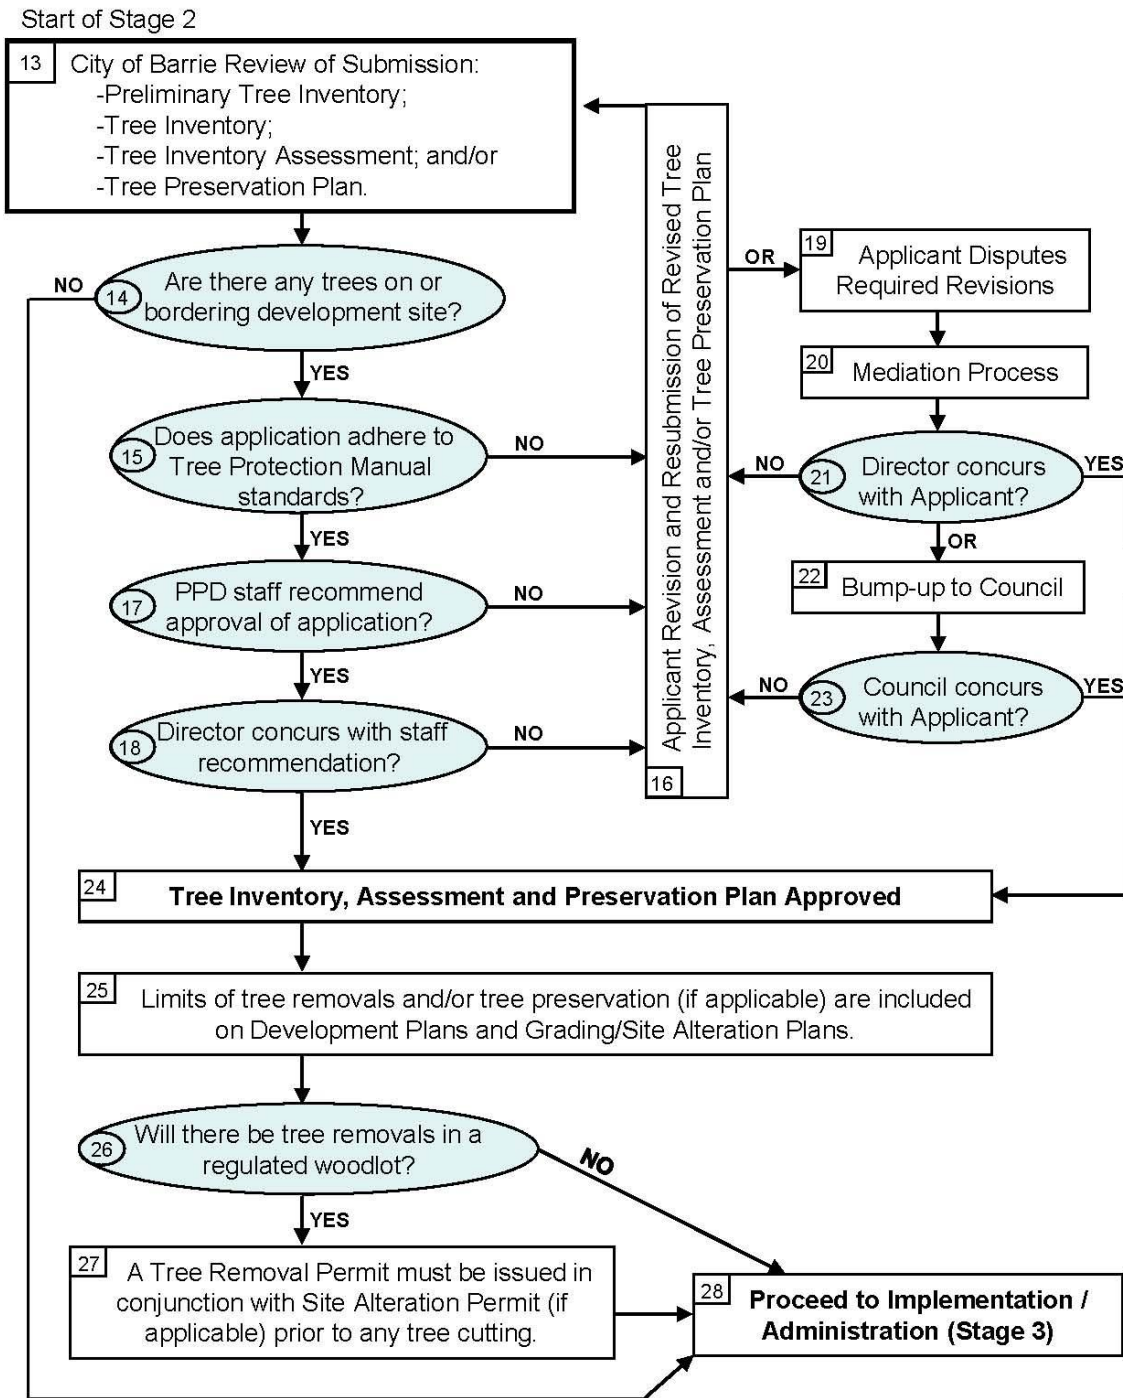 Start of Stage 2
13
City of Barrie Review of Submission:
-Preliminary Tree Inventory;
-Tree Inventory;
-Tree Inventory Assessment; and/or
-Tree Preservation Plan.
NO
14
Are there any trees on or
bordering development site?
YES
15
Does application adhere to
Tree Protection Manual
standards?
NO
YES
16
Applicant Revision and Resubmission of Revised Tree
Inventory, Assessment and/or Tree Preservation Plan
17
PPD staff recommend
approval of application?
NO
YES
18
Director concurs with staff
recommendation?
NO
YES
OR
19
Applicant Disputes
Required Revisions
20
Mediation Process
NO
21
Director concurs
with Applicant?
YES
OR
22
Bump-up to Council
NO
23
Council concurs
with Applicant?
YES
24
Tree Inventory, Assessment and Preservation Plan Approved
25
Limits of tree removals and/or tree preservation (if applicable) are included
on Development Plans and Grading/Site Alteration Plans.
26
Will there be tree removals in a
regulated woodlot?
NO
YES
27
A Tree Removal Permit must be issued in
conjunction with Site Alteration Permit (if
applicable) prior to any tree cutting.
28
Proceed to Implementation /
Administration (Stage 3)